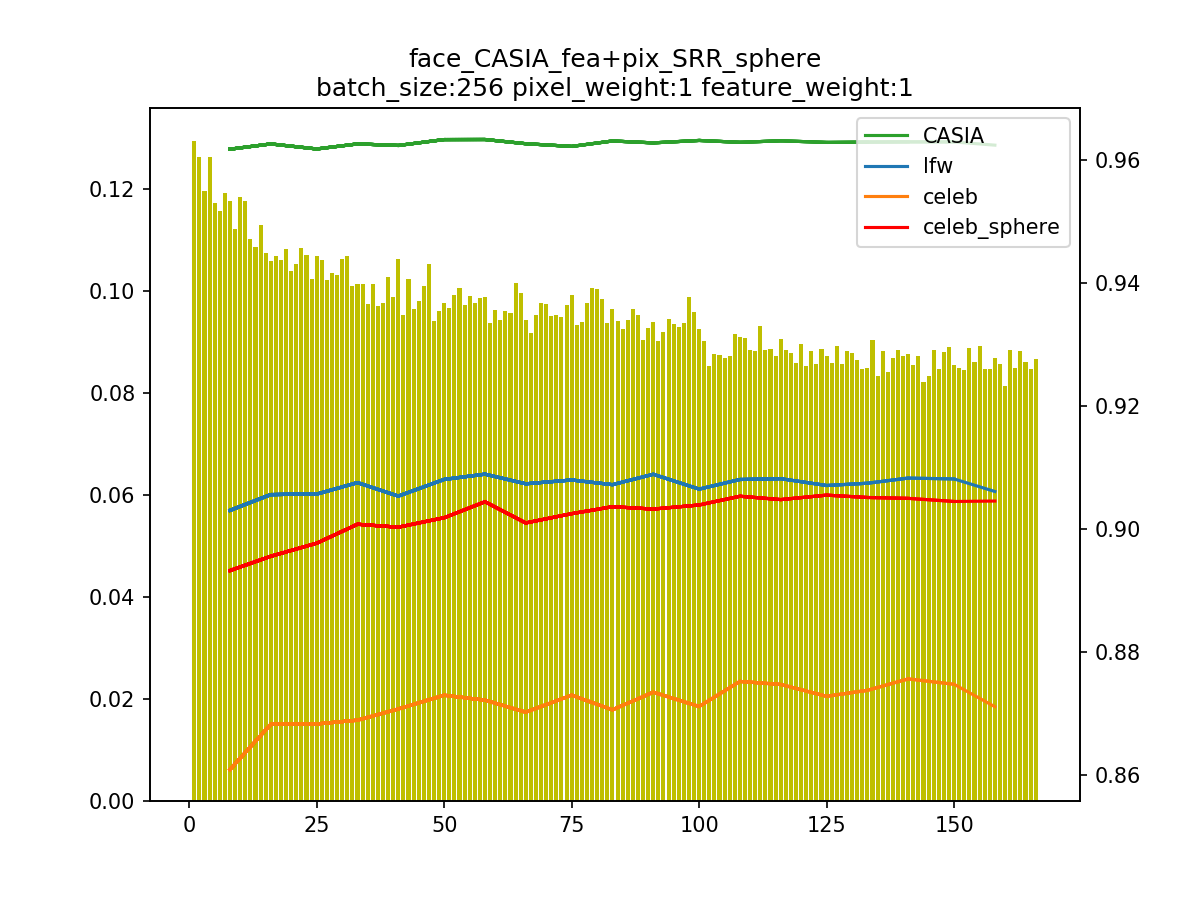 face_CASIA_fea+pix_SRR_sphere
batch_size:256 pixel_weight:1 feature_weight:1
CASIA
lfw
celeb
celeb_sphere
0.12
0.10
0.08
0.06
0.04
0.02
0.00
0.96
0.94
0.92
0.90
0.88
0.86
0 25 50 75 100 125 150